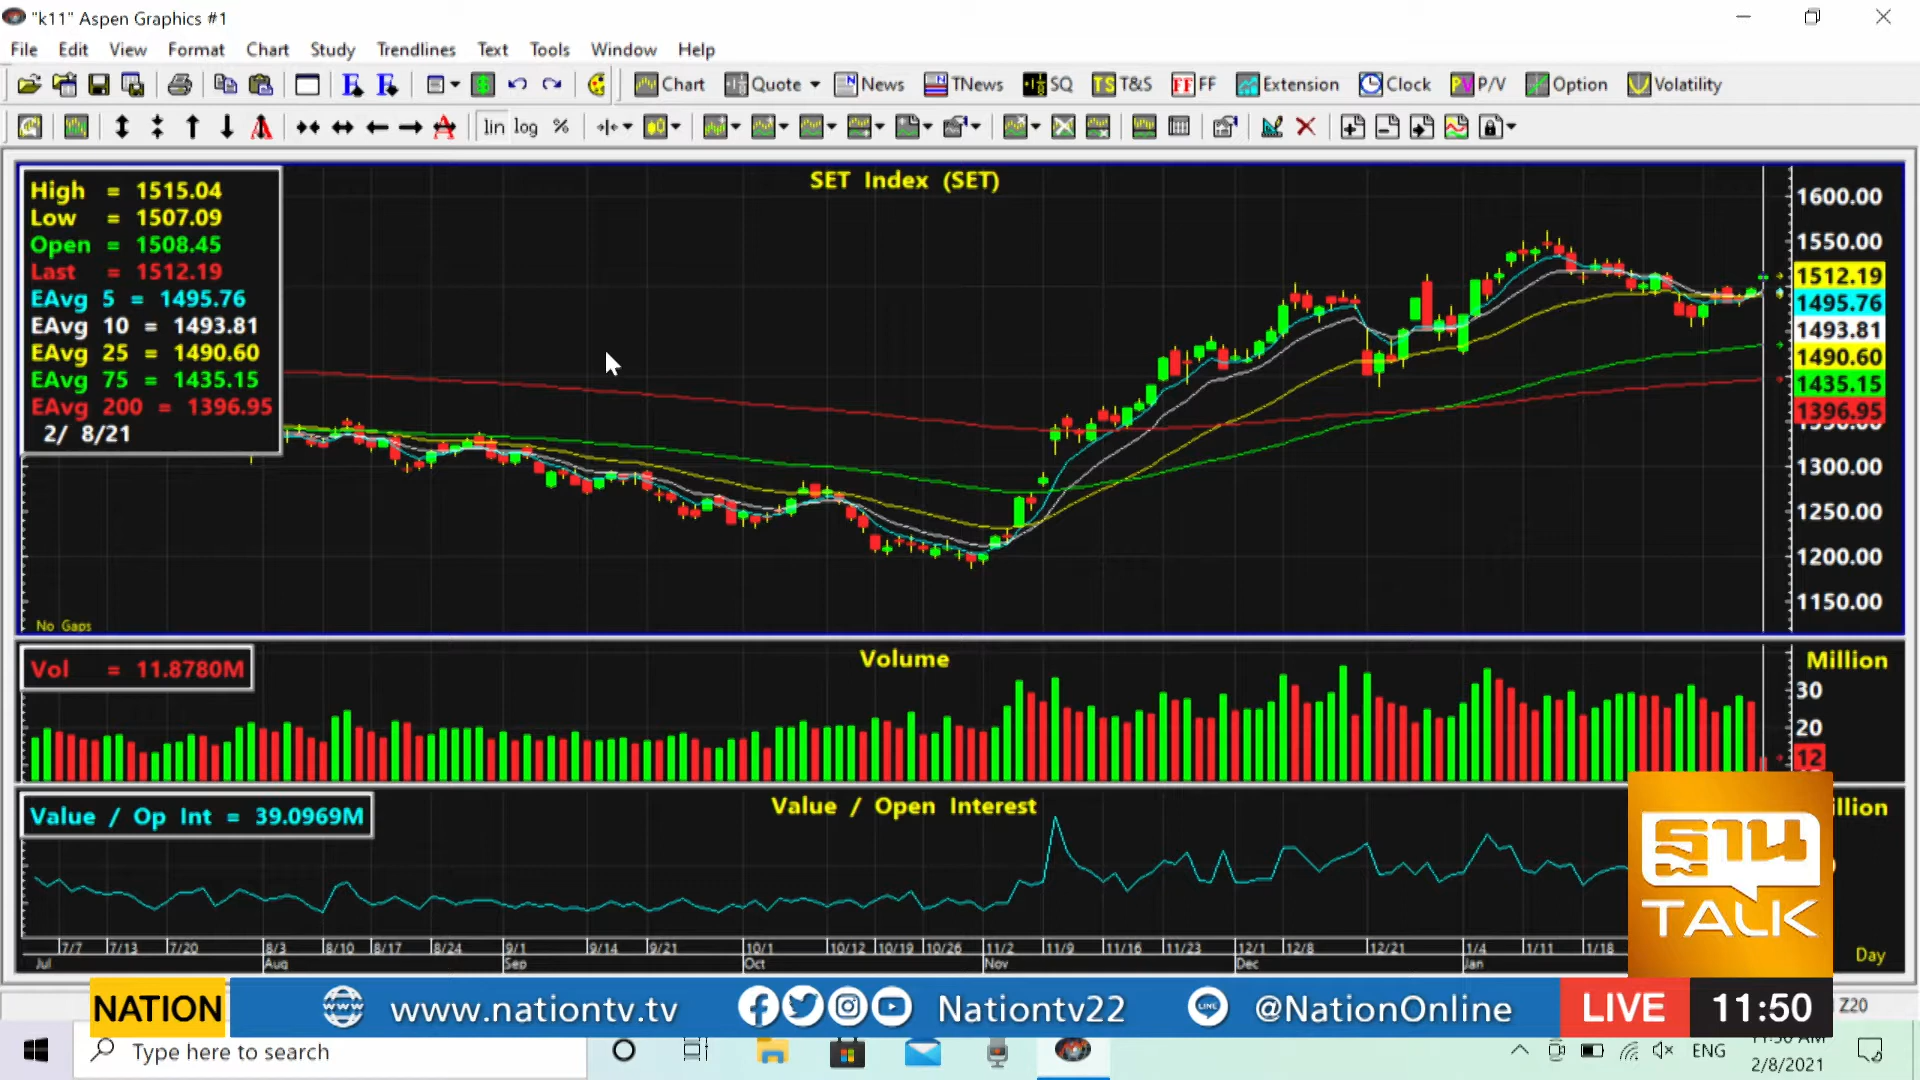 "k11" Aspen Graphics #1
File Edit View Format Chart Study Trendlines Text Tools Window Help
Chart Quote News TNews SQ TS T&S FF FF Extension Clock PV P/V Option Volatility
lin log %
SET Index (SET)
High = 1515.04
Low = 1507.09
Open = 1508.45
Last = 1512.19
EAvg 5 = 1495.76
EAvg 10 = 1493.81
EAvg 25 = 1490.60
EAvg 75 = 1435.15
EAvg 200 = 1396.95
2/ 8/21
1600.00
1550.00
1512.19
1495.76
1493.81
1490.60
1435.15
1396.95
1300.00
1250.00
1200.00
1150.00
No Gaps
Vol = 11.8780M
Volume
Million
30
20
12
Value / Op Int = 39.0969M
Value / Open Interest
7/7 7/13 7/20 8/3 8/10 8/17 8/24 9/1 9/14 9/21 10/1 10/12 10/19 10/26 11/2 11/9 11/16 11/23 12/1 12/8 12/21 1/4 1/11 1/18
Jul Aug Sep Oct Nov Dec Jan
Day
ฐาน
TALK
NATION www.nationtv.tv Nationtv22 LINE @NationOnline LIVE 11:50
Z20
Type here to search
ENG
2/8/2021